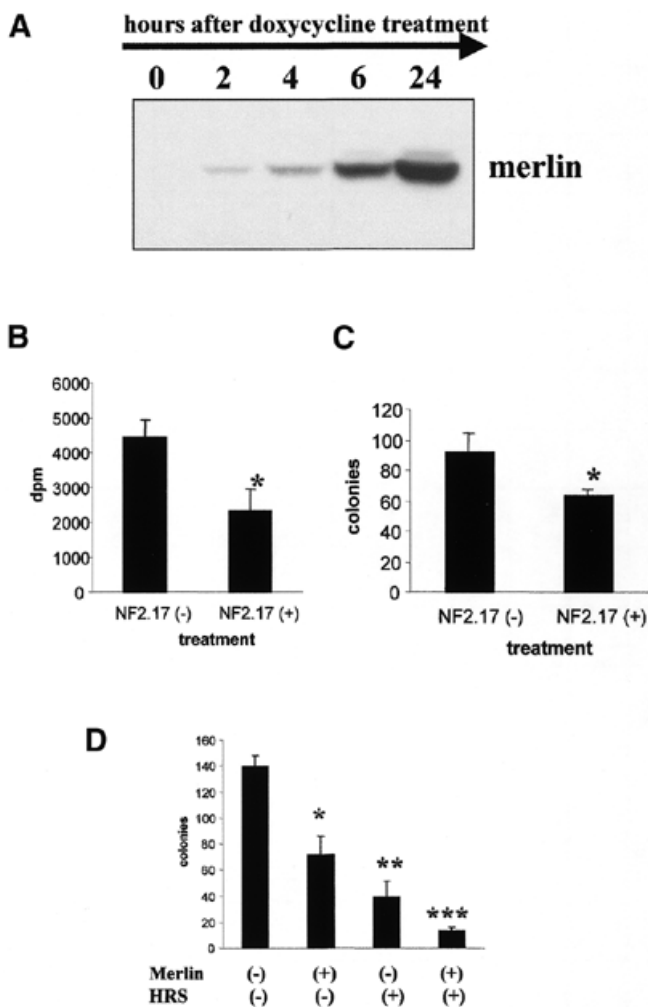 A
hours after doxycycline treatment
0 2 4 6 24
merlin
B
6000
5000
4000
3000
2000
1000
0
dpm
*
NF2.17 (-) NF2.17 (+)
treatment
C
120
100
80
60
40
20
0
colonies
*
NF2.17 (-) NF2.17 (+)
treatment
D
160
140
120
100
80
60
40
20
0
colonies
*
**
***
Merlin (-) (+) (-) (+)
HRS (-) (-) (+) (+)